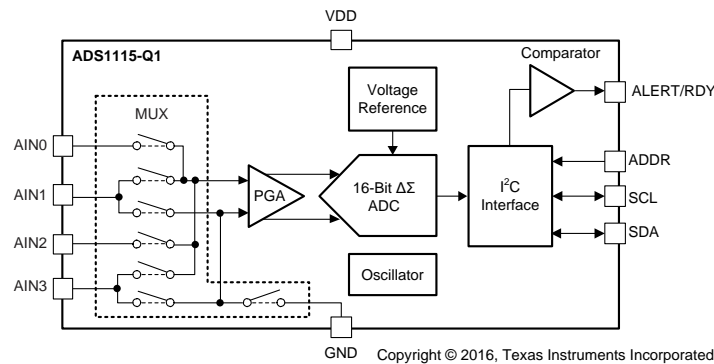 VDD
ADS1115-Q1
Comparator
MUX
Voltage
Reference
ALERT/RDY
AIN0
ADDR
AIN1
PGA
16-Bit ΔΣ
ADC
I²C
Interface
SCL
AIN2
SDA
AIN3
Oscillator
GND
Copyright © 2016, Texas Instruments Incorporated